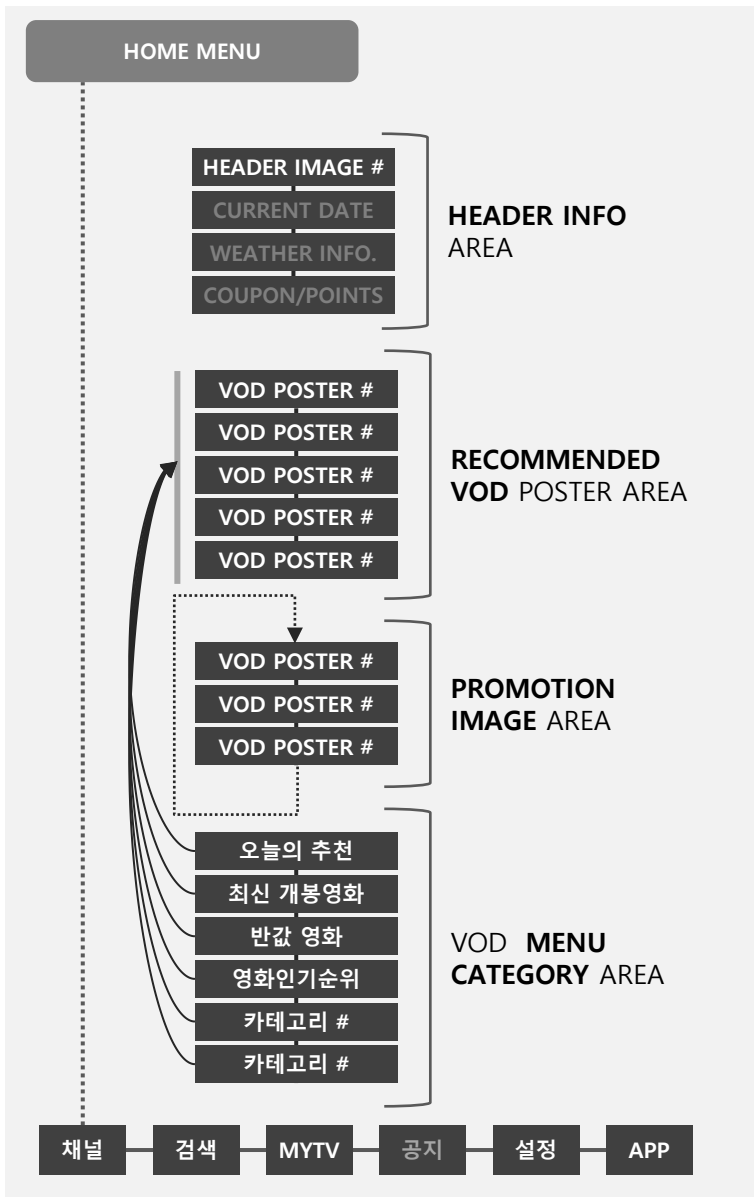 HOME MENU
HEADER IMAGE #
CURRENT DATE
WEATHER INFO.
COUPON/POINTS
HEADER INFO
AREA
VOD POSTER #
VOD POSTER #
VOD POSTER #
VOD POSTER #
VOD POSTER #
RECOMMENDED
VOD POSTER AREA
VOD POSTER #
VOD POSTER #
VOD POSTER #
PROMOTION
IMAGE AREA
오늘의 추천
최신 개봉영화
반값 영화
영화인기순위
카테고리 #
카테고리 #
VOD MENU
CATEGORY AREA
채널 검색 MYTV 공지 설정 APP